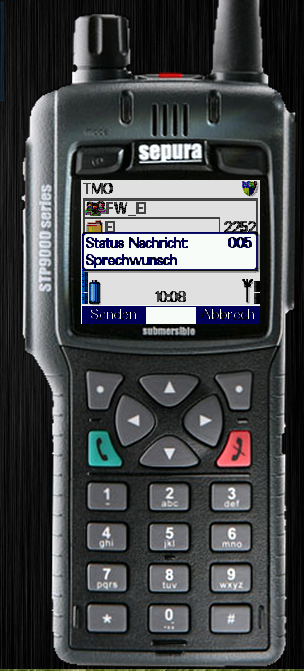 mode
sepura
STP9000 series
TMO
FW_El
El
2252
Status Nachricht: 005
Sprechwunsch
10:08
Senden Abbrech
submersible
1
2 abc
3 def
4 ghi
5 jkl
6 mno
7 pqrs
8 tuv
9 wxyz
*
0
#